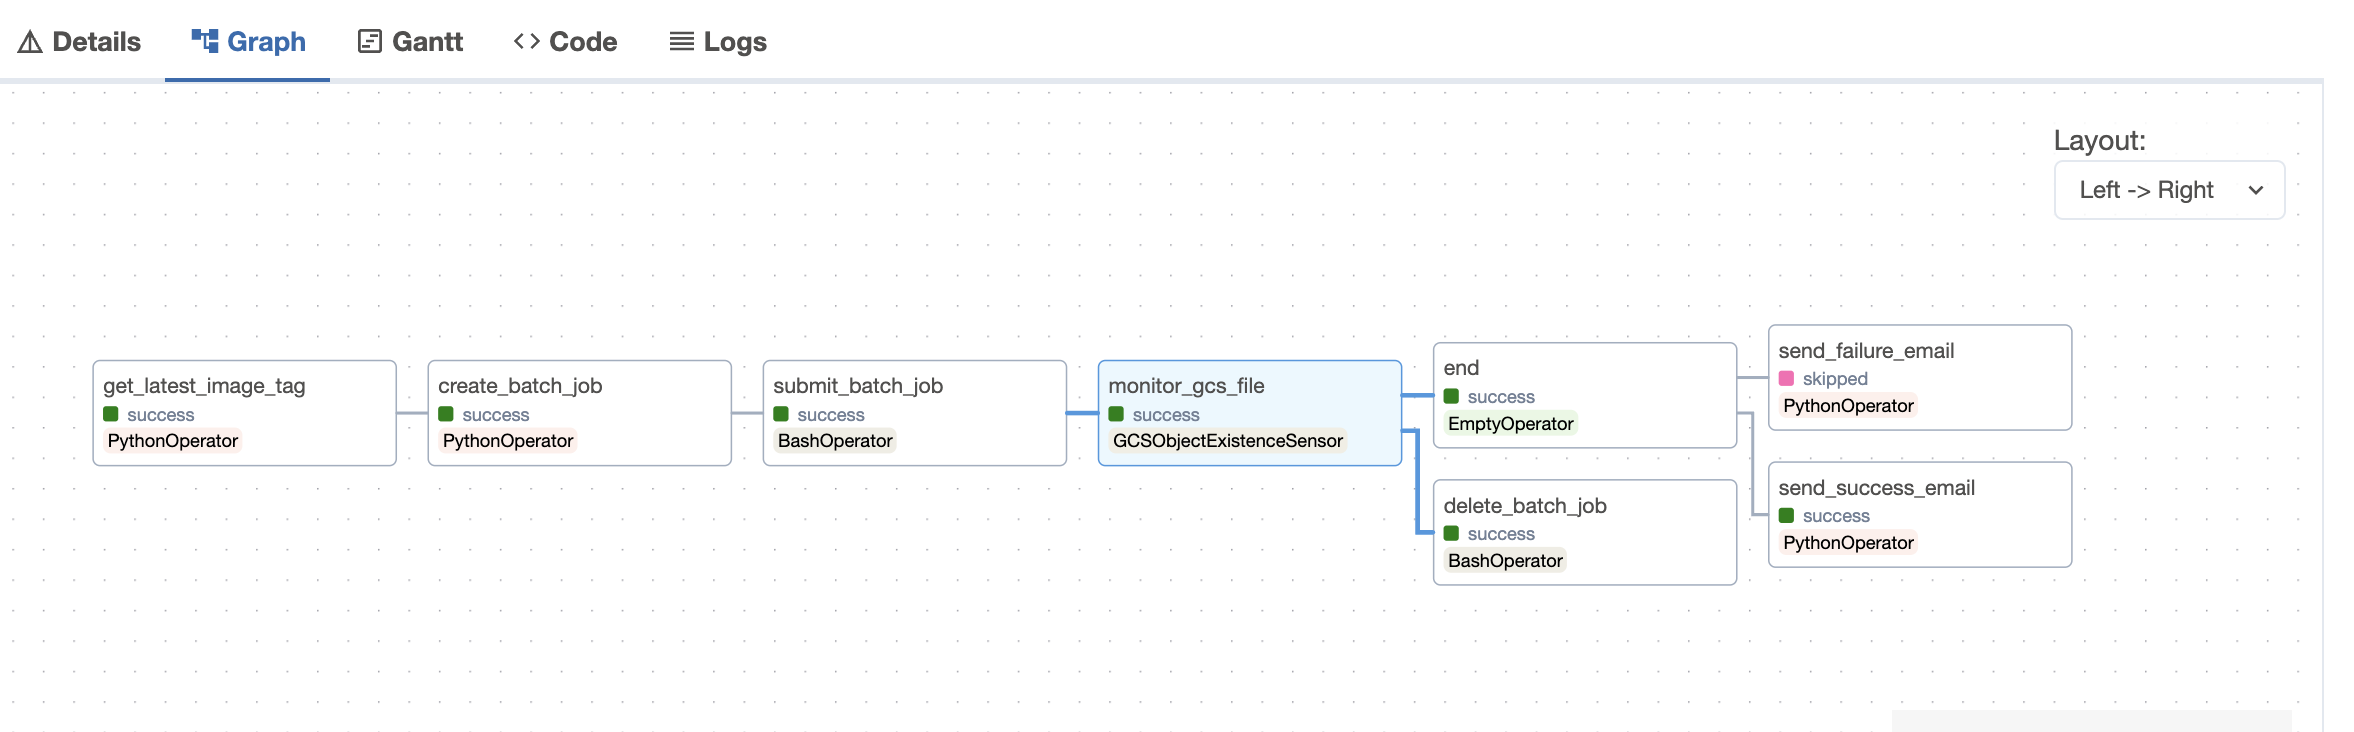 Details
Graph
Gantt
Code
Logs
Layout:
Left -> Right
get_latest_image_tag
success
PythonOperator
create_batch_job
success
PythonOperator
submit_batch_job
success
BashOperator
monitor_gcs_file
success
GCSObjectExistenceSensor
end
success
EmptyOperator
delete_batch_job
success
BashOperator
send_failure_email
skipped
PythonOperator
send_success_email
success
PythonOperator